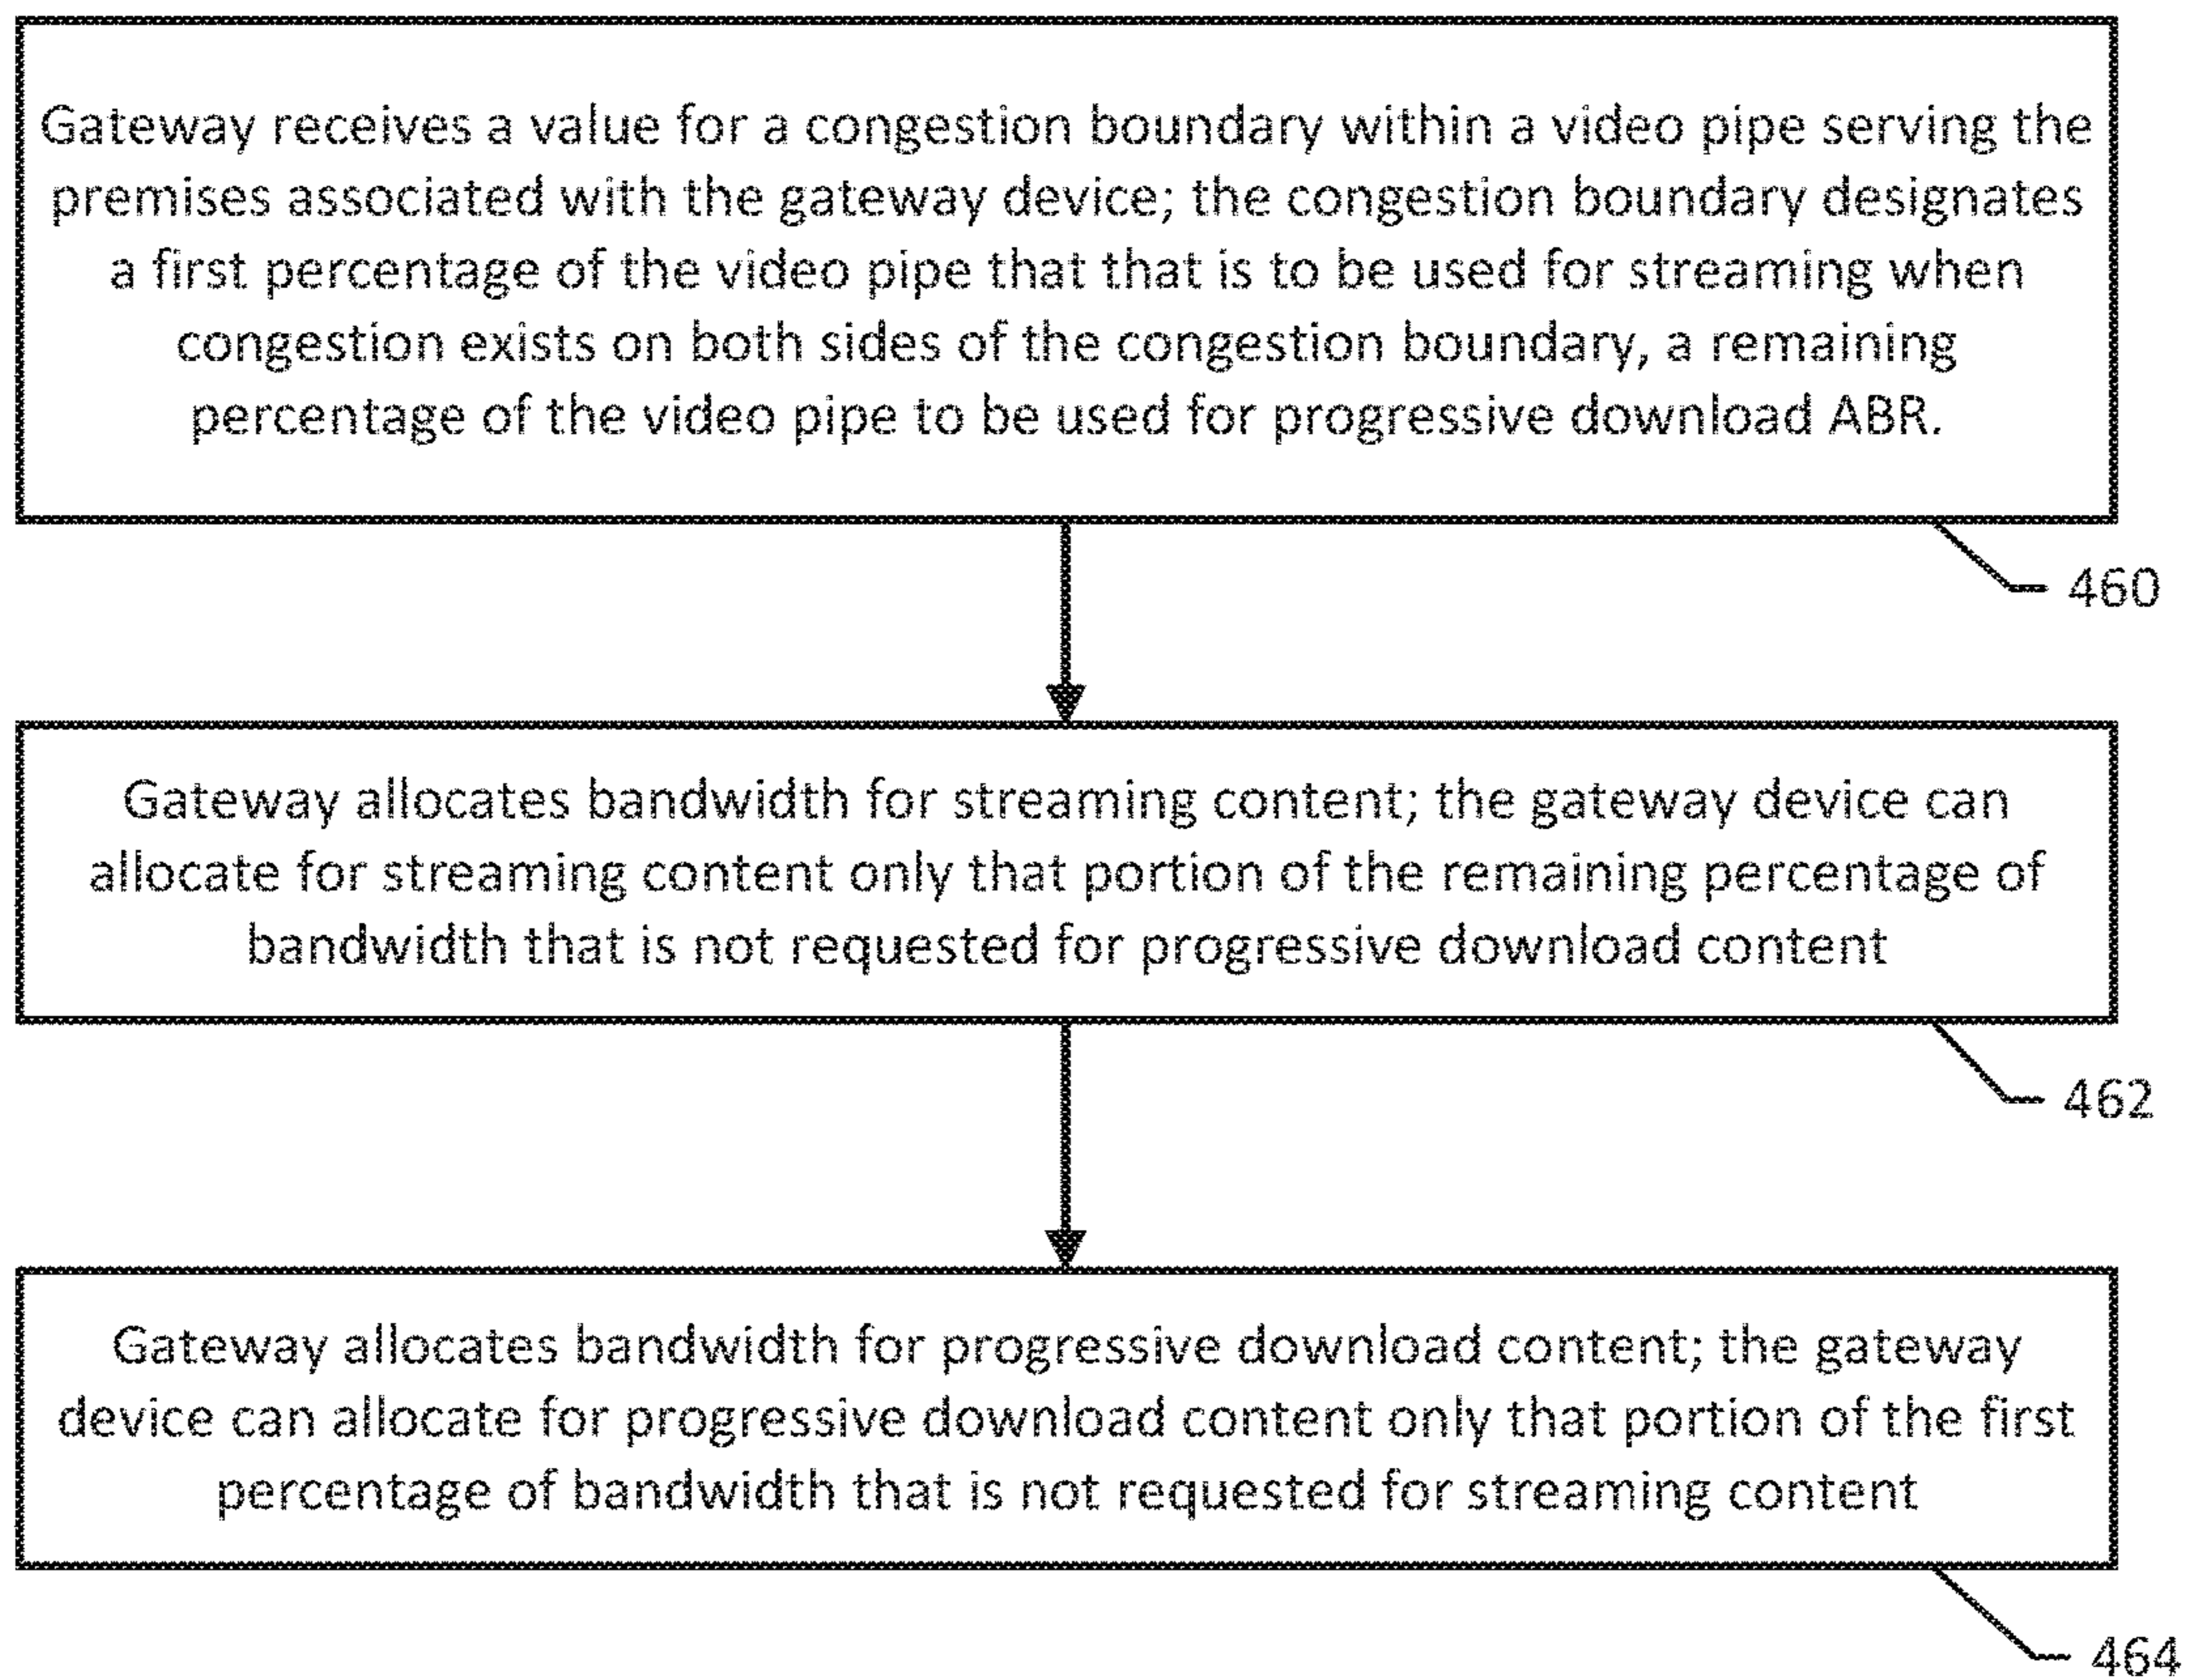 Gateway receives a value for a congestion boundary within a video pipe serving the
premises associated with the gateway device; the congestion boundary designates
a first percentage of the video pipe that that is to be used for streaming when
congestion exists on both sides of the congestion boundary, a remaining
percentage of the video pipe to be used for progressive download ABR.
460
Gateway allocates bandwidth for streaming content; the gateway device can
allocate for streaming content only that portion of the remaining percentage of
bandwidth that is not requested for progressive download content
462
Gateway allocates bandwidth for progressive download content; the gateway
device can allocate for progressive download content only that portion of the first
percentage of bandwidth that is not requested for streaming content
464